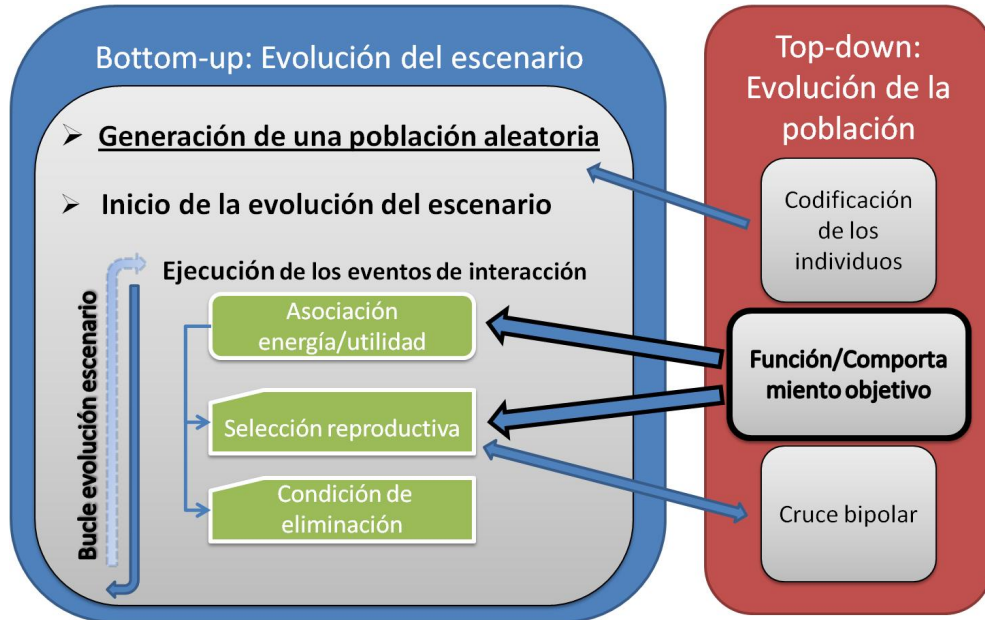 Bottom-up: Evolución del escenario
➢ Generación de una población aleatoria
➢ Inicio de la evolución del escenario
Bucle evolución escenario
Ejecución de los eventos de interacción
Asociación
energía/utilidad
Selección reproductiva
Condición de
eliminación
Top-down:
Evolución de la
población
Codificación
de los
individuos
Función/Comporta
miento objetivo
Cruce bipolar